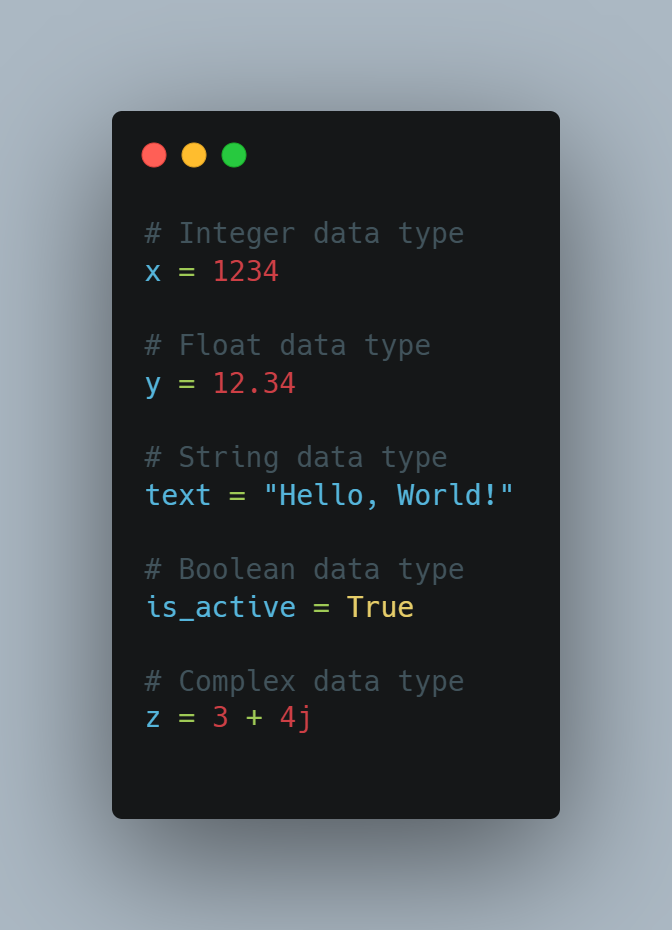 # Integer data type
x = 1234
# Float data type
y = 12.34
# String data type
text = "Hello, World!"
# Boolean data type
is_active = True
# Complex data type
z = 3 + 4j